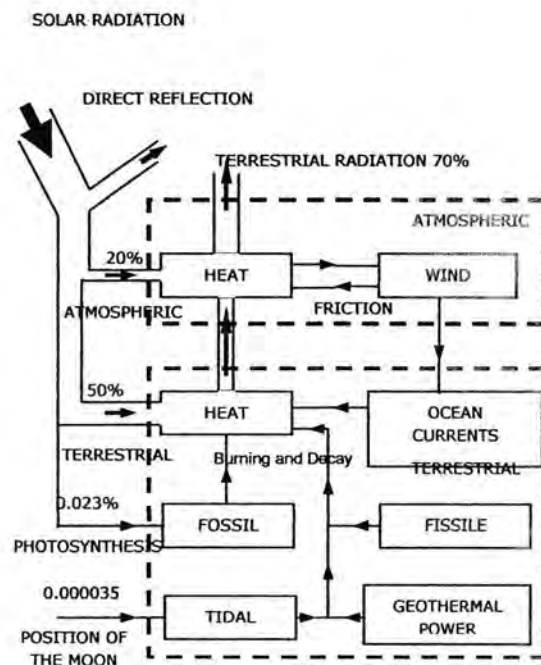 SOLAR RADIATION
DIRECT REFLECTION
TERRESTRIAL RADIATION 70%
ATMOSPHERIC
20%
HEAT
WIND
ATMOSPHERIC
FRICTION
50%
HEAT
OCEAN
CURRENTS
TERRESTRIAL
TERRESTRIAL
Burning and Decay
0.023%
FOSSIL
FISSILE
PHOTOSYNTHESIS
0.000035
TIDAL
GEOTHERMAL
POWER
POSITION OF
THE MOON